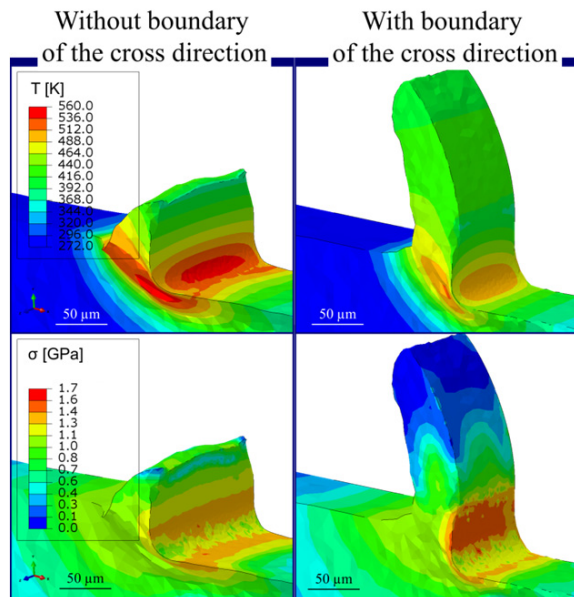 Without boundary
of the cross direction
With boundary
of the cross direction
T [K]
560.0
536.0
512.0
488.0
464.0
440.0
416.0
392.0
368.0
344.0
320.0
296.0
272.0
50 µm
50 µm
σ [GPa]
1.7
1.6
1.4
1.3
1.1
1.0
0.8
0.7
0.6
0.4
0.3
0.1
0.0
50 µm
50 µm